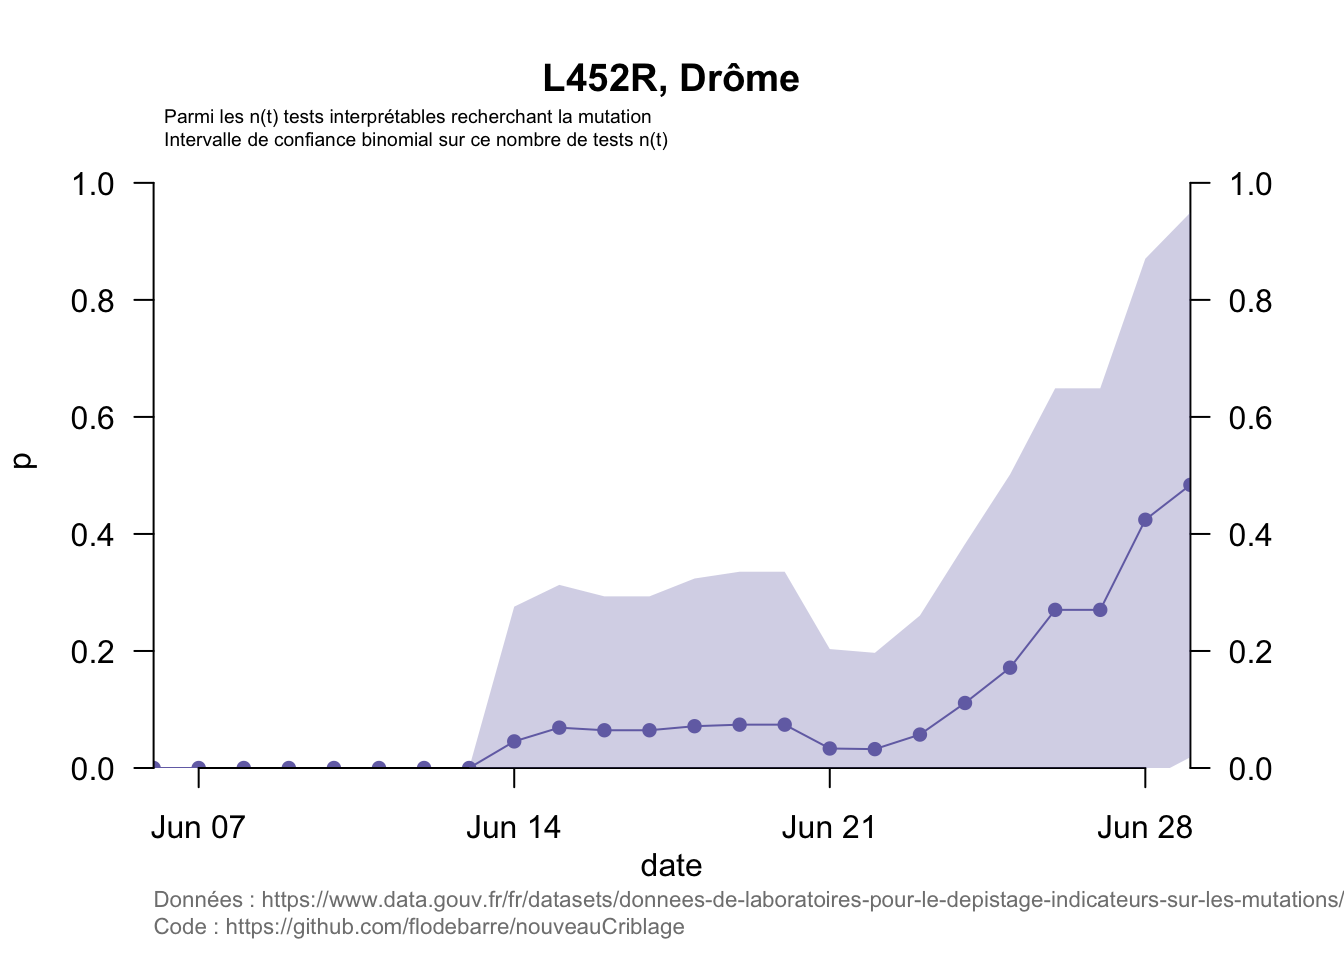 L452R, Drôme
Parmi les n(t) tests interprétables recherchant la mutation
Intervalle de confiance binomial sur ce nombre de tests n(t)
1.0
0.8
0.6
0.4
0.2
0.0
p
1.0
0.8
0.6
0.4
0.2
0.0
Jun 07 Jun 14 Jun 21 Jun 28
date
Données : https://www.data.gouv.fr/fr/datasets/donnees-de-laboratoires-pour-le-depistage-indicateurs-sur-les-mutations/
Code : https://github.com/flodebarre/nouveauCriblage